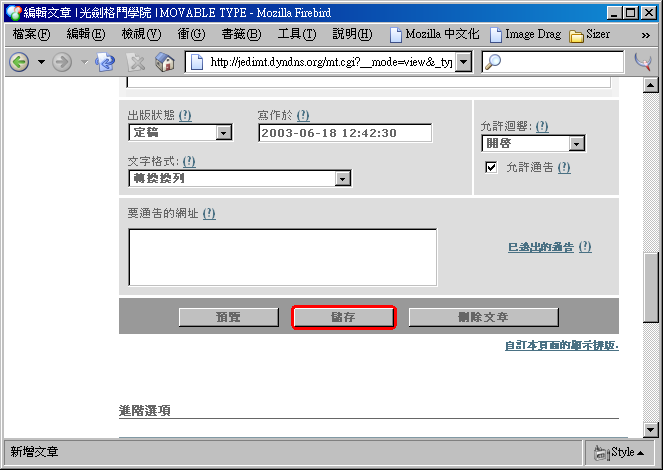 編輯文章 | 光劍格鬥學院 | MOVABLE TYPE - Mozilla Firebird
檔案(F) 編輯(E) 檢視(V) 衝(G) 書籤(B) 工具(T) 說明(H) Mozilla 中文化 Image Drag Sizer »
http://jedimt.dyndns.org/mt.cgi?__mode=view&_typ
出版狀態 (?) 寫作於 (?)
定稿 2003-06-18 12:42:30
允許迴響: (?)
開啓
文字格式: (?)
轉換換列
允許通告 (?)
要通告的網址 (?)
已送出的通告 (?)
預覽 儲存 刪除文章
自訂本頁面的顯示排版.
進階選項
新增文章 Style